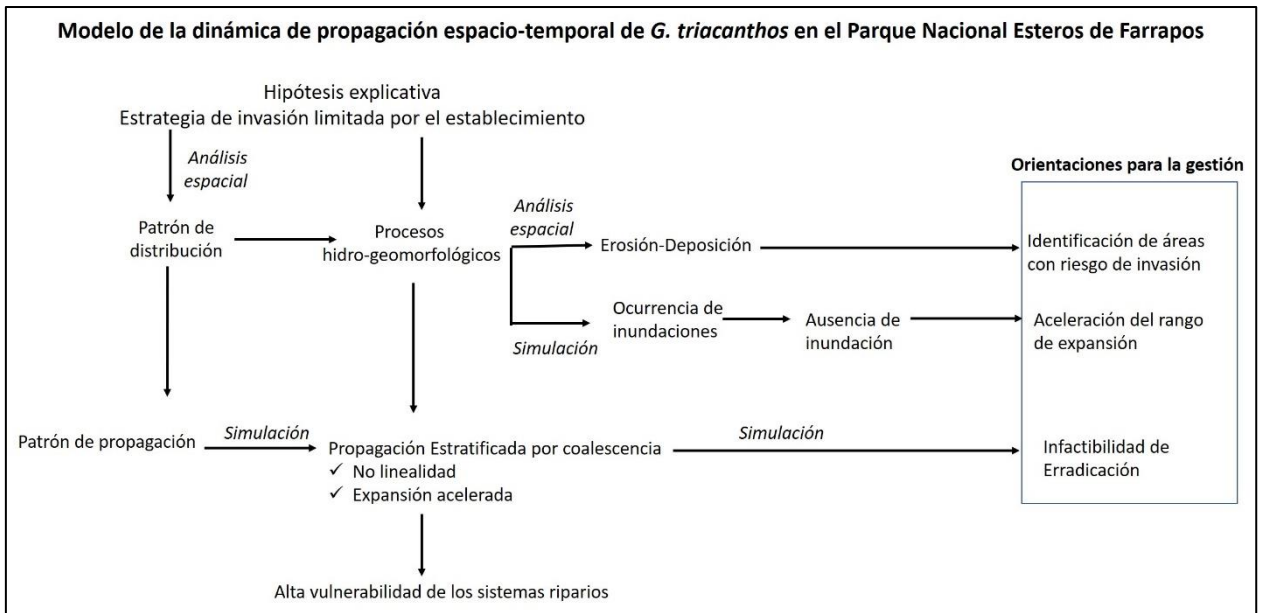 Modelo de la dinámica de propagación espacio-temporal de G. triacanthos en el Parque Nacional Esteros de Farrapos
Hipótesis explicativa
Estrategia de invasión limitada por el establecimiento
Análisis
espacial
Orientaciones para la gestión
Patrón de
distribución
Procesos
hidro-geomorfológicos
Análisis
espacial
Erosión-Deposición
Identificación de áreas
con riesgo de invasión
Simulación
Ocurrencia de
inundaciones
Ausencia de
inundación
Aceleración del rango
de expansión
Patrón de propagación
Simulación
Propagación Estratificada por coalescencia
✓ No linealidad
✓ Expansión acelerada
Simulación
Infactibilidad de
Erradicación
Alta vulnerabilidad de los sistemas riparios